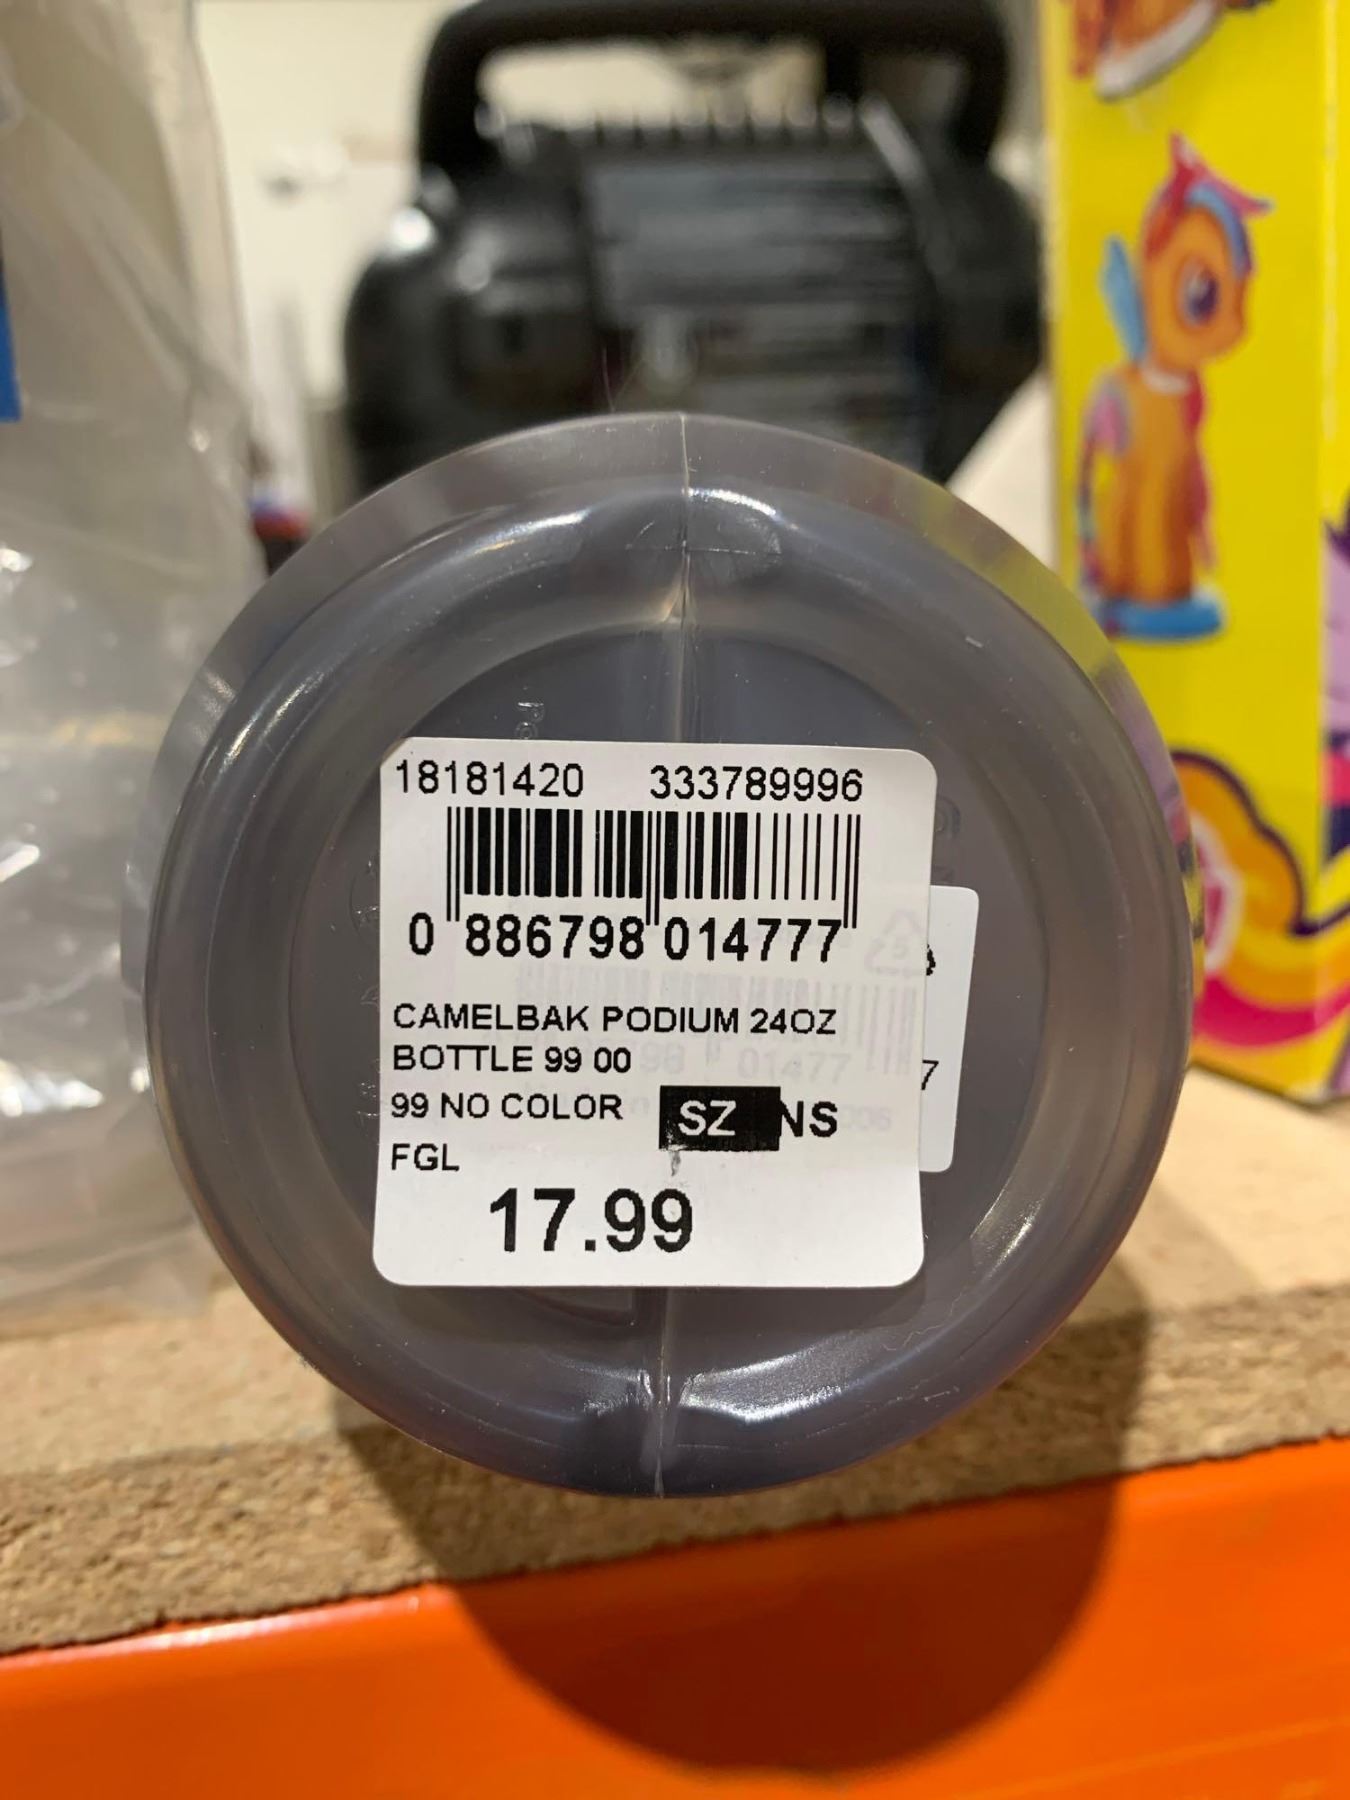 18181420 333789996
0 886798 014777
CAMELBAK PODIUM 24OZ
BOTTLE 99 00
99 NO COLOR SZ NS
FGL
17.99